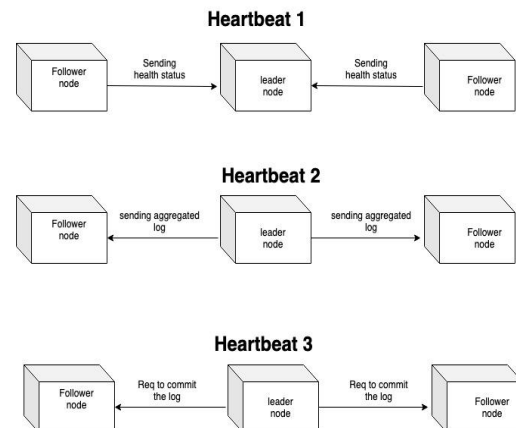 Heartbeat 1
Follower
node
Sending
health status
leader
node
Sending
health status
Follower
node
Heartbeat 2
Follower
node
sending aggregated
log
leader
node
sending aggregated
log
Follower
node
Heartbeat 3
Follower
node
Req to commit
the log
leader
node
Req to commit
the log
Follower
node